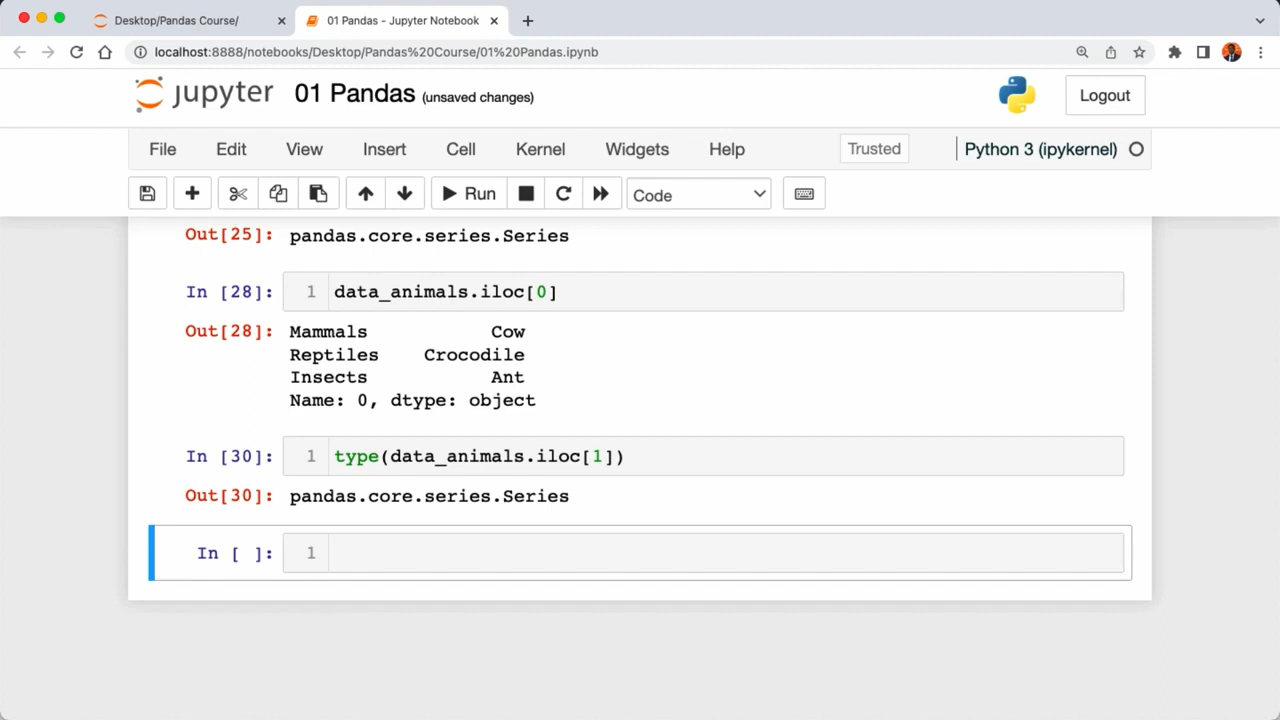 Desktop/Pandas Course/
01 Pandas - Jupyter Notebook
localhost:8888/notebooks/Desktop/Pandas%20Course/01%20Pandas.ipynb
jupyter 01 Pandas (unsaved changes)
Logout
File Edit View Insert Cell Kernel Widgets Help Trusted Python 3 (ipykernel)
Run Code
Out[25]: pandas.core.series.Series
In [28]: 1 data_animals.iloc[0]
Out[28]: Mammals Cow
Reptiles Crocodile
Insects Ant
Name: 0, dtype: object
In [30]: 1 type(data_animals.iloc[1])
Out[30]: pandas.core.series.Series
In [ ]: 1